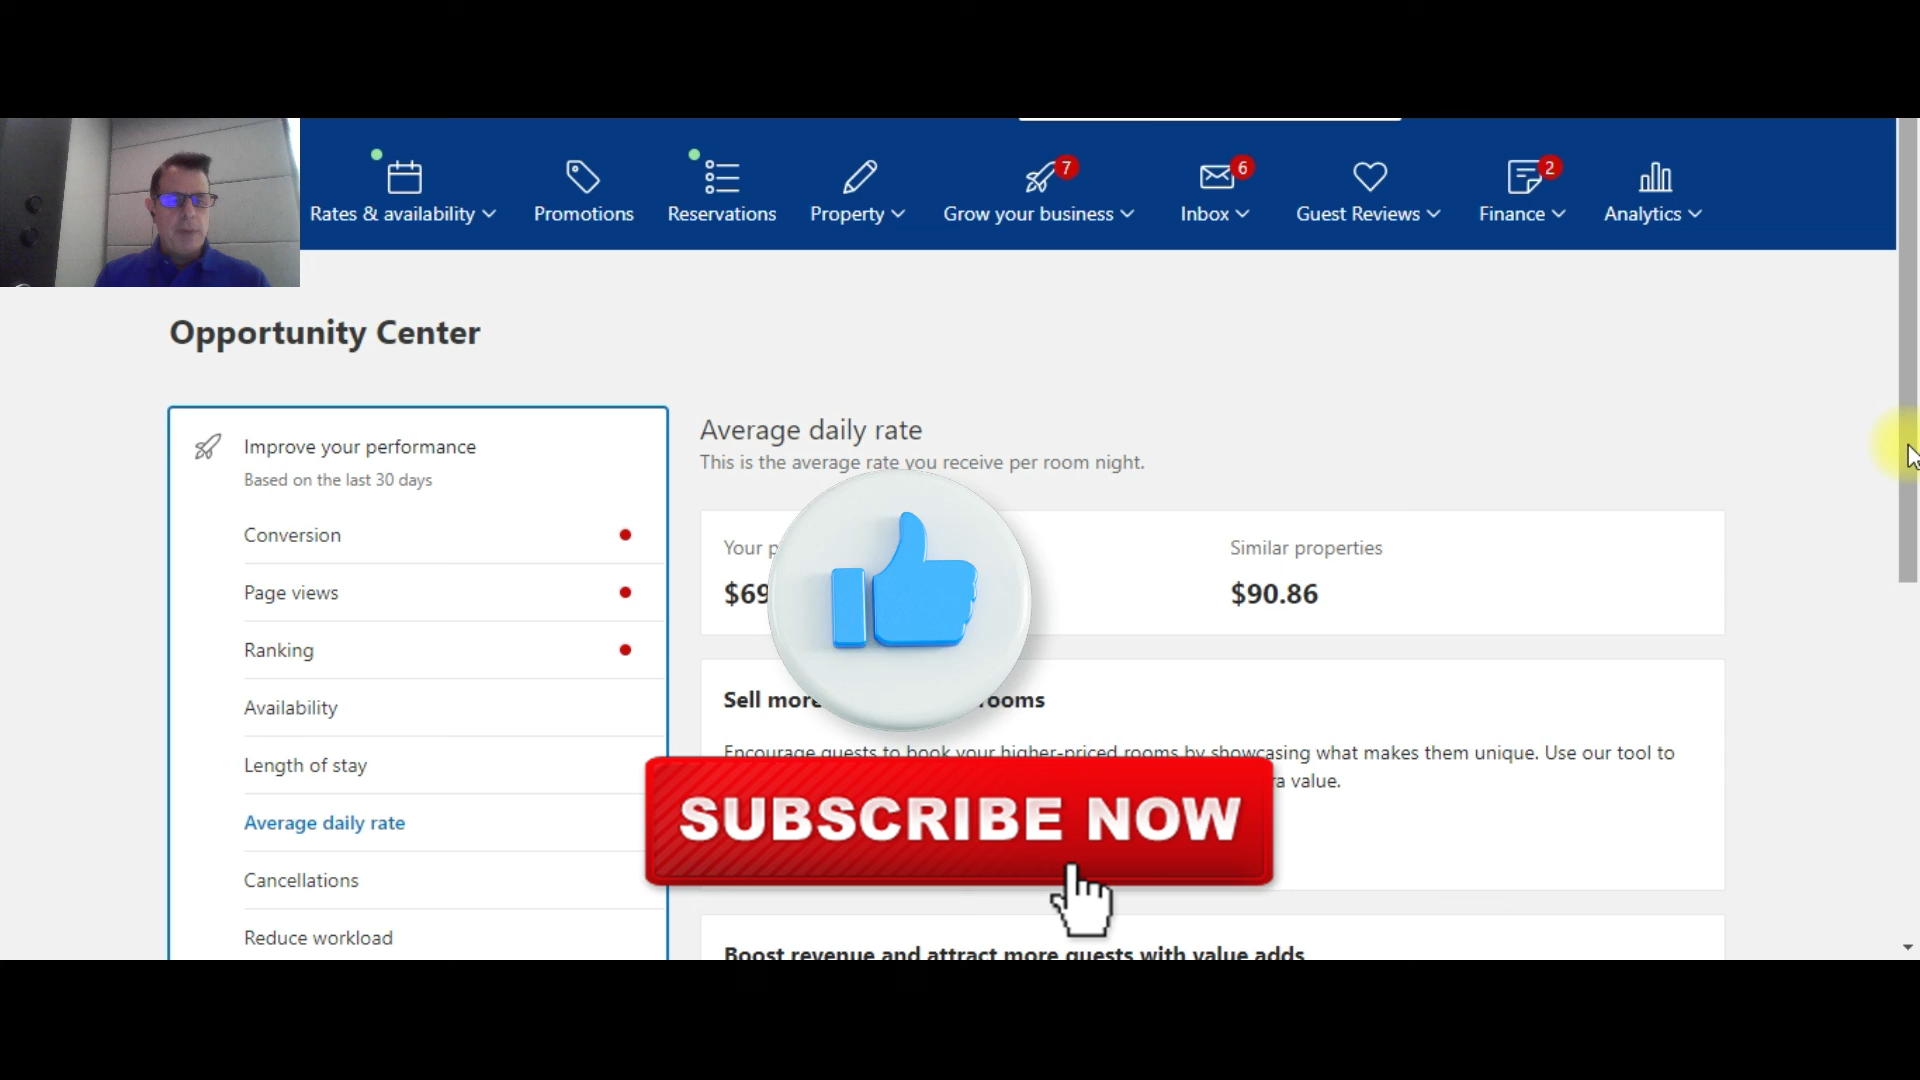 Rates & availability
Promotions
Reservations
Property
Grow your business
7
Inbox
6
Guest Reviews
Finance
2
Analytics
Opportunity Center
Improve your performance
Based on the last 30 days
Conversion
Page views
Ranking
Availability
Length of stay
Average daily rate
Cancellations
Reduce workload
Average daily rate
This is the average rate you receive per room night.
Your
Similar properties
$69
$90.86
Sell more
Encourage guests to book your higher-priced rooms by showcasing what makes them unique. Use our tool to
value.
SUBSCRIBE NOW
Boost revenue and attract more guests with value adds